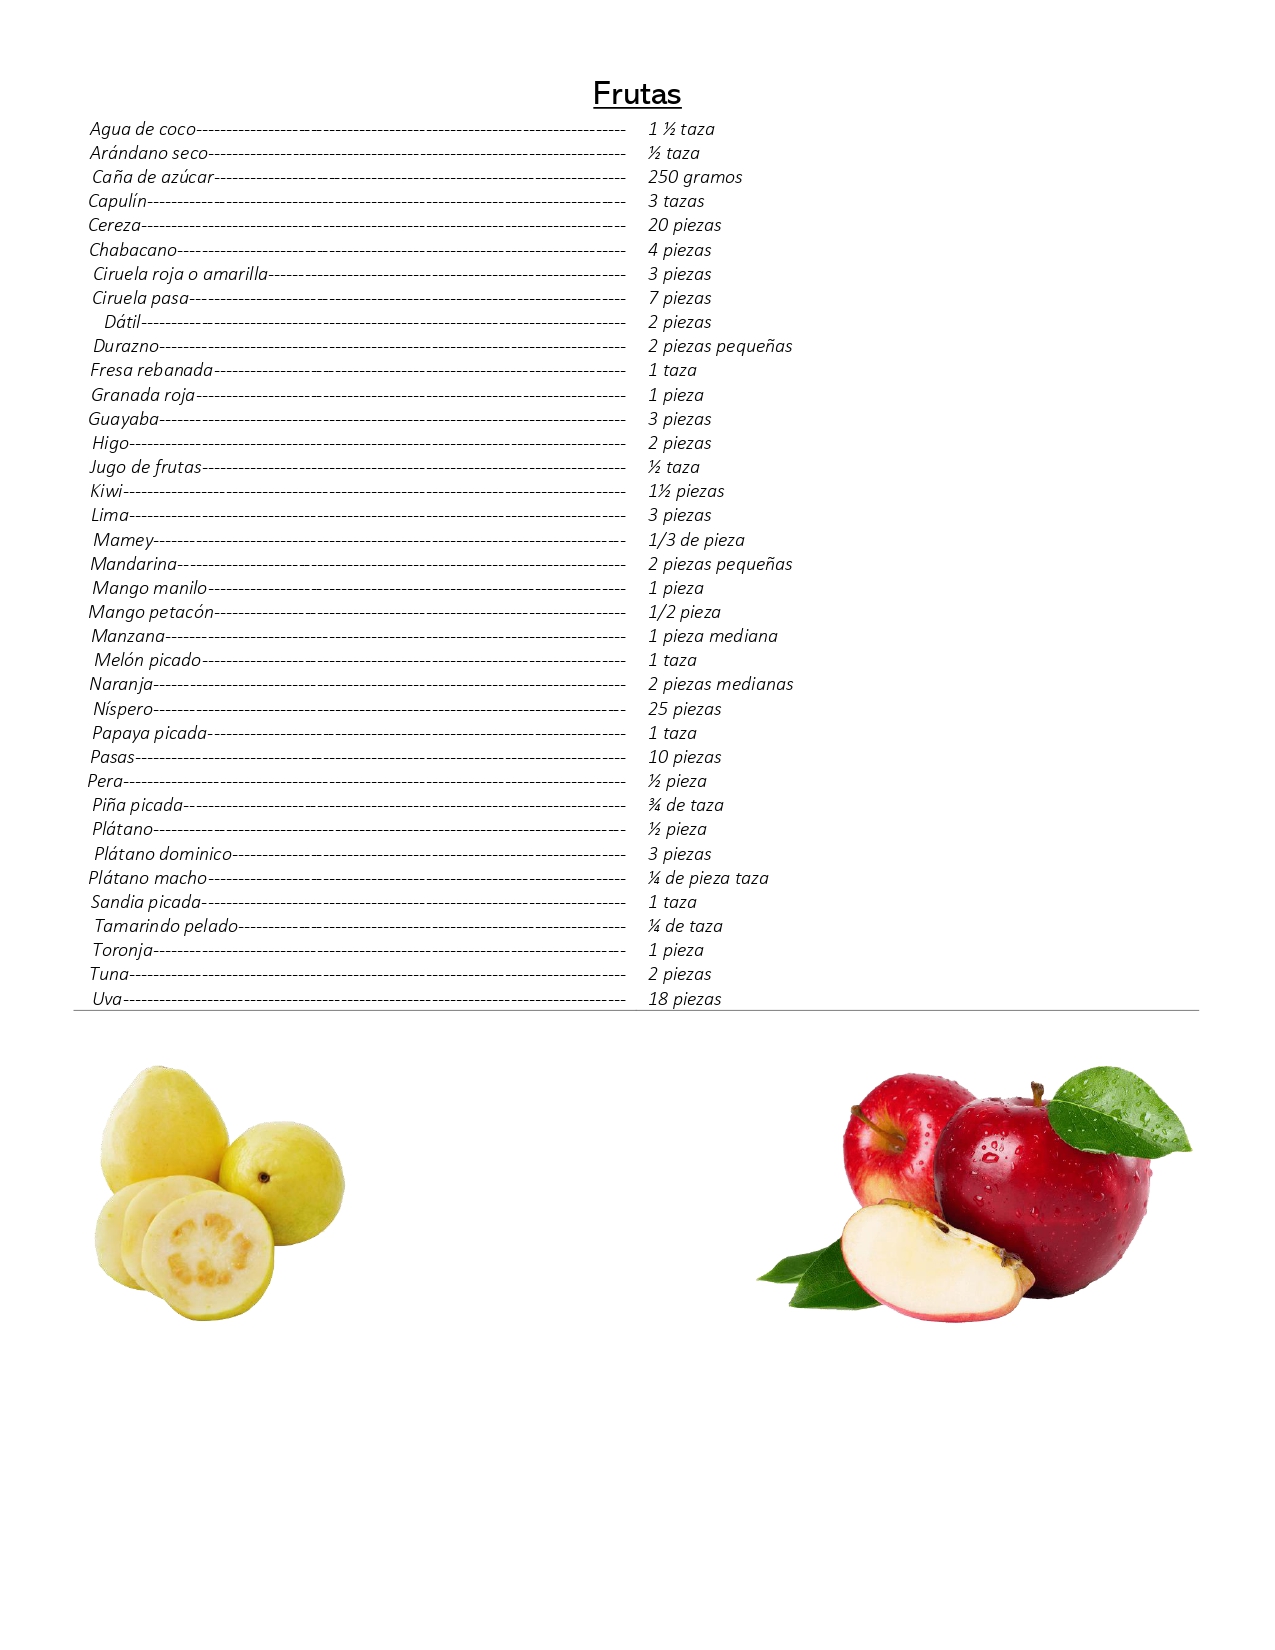 Frutas
Agua de coco------------------------------------------------------------------------ 1 ½ taza
Arándano seco---------------------------------------------------------------------- ½ taza
Caña de azúcar--------------------------------------------------------------------- 250 gramos
Capulín-------------------------------------------------------------------------------- 3 tazas
Cereza--------------------------------------------------------------------------------- 20 piezas
Chabacano--------------------------------------------------------------------------- 4 piezas
Ciruela roja o amarilla------------------------------------------------------------ 3 piezas
Ciruela pasa------------------------------------------------------------------------- 7 piezas
Dátil--------------------------------------------------------------------------------- 2 piezas
Durazno------------------------------------------------------------------------------ 2 piezas pequeñas
Fresa rebanada--------------------------------------------------------------------- 1 taza
Granada roja------------------------------------------------------------------------ 1 pieza
Guayaba------------------------------------------------------------------------------ 3 piezas
Higo----------------------------------------------------------------------------------- 2 piezas
Jugo de frutas----------------------------------------------------------------------- ½ taza
Kiwi------------------------------------------------------------------------------------ 1½ piezas
Lima----------------------------------------------------------------------------------- 3 piezas
Mamey------------------------------------------------------------------------------- 1/3 de pieza
Mandarina--------------------------------------------------------------------------- 2 piezas pequeñas
Mango manilo---------------------------------------------------------------------- 1 pieza
Mango petacón--------------------------------------------------------------------- 1/2 pieza
Manzana----------------------------------------------------------------------------- 1 pieza mediana
Melón picado----------------------------------------------------------------------- 1 taza
Naranja------------------------------------------------------------------------------- 2 piezas medianas
Níspero------------------------------------------------------------------------------- 25 piezas
Papaya picada---------------------------------------------------------------------- 1 taza
Pasas---------------------------------------------------------------------------------- 10 piezas
Pera------------------------------------------------------------------------------------ ½ pieza
Piña picada-------------------------------------------------------------------------- ¾ de taza
Plátano------------------------------------------------------------------------------- ½ pieza
Plátano dominico------------------------------------------------------------------ 3 piezas
Plátano macho---------------------------------------------------------------------- ¼ de pieza taza
Sandia picada----------------------------------------------------------------------- 1 taza
Tamarindo pelado----------------------------------------------------------------- ¼ de taza
Toronja------------------------------------------------------------------------------- 1 pieza
Tuna----------------------------------------------------------------------------------- 2 piezas
Uva------------------------------------------------------------------------------------ 18 piezas